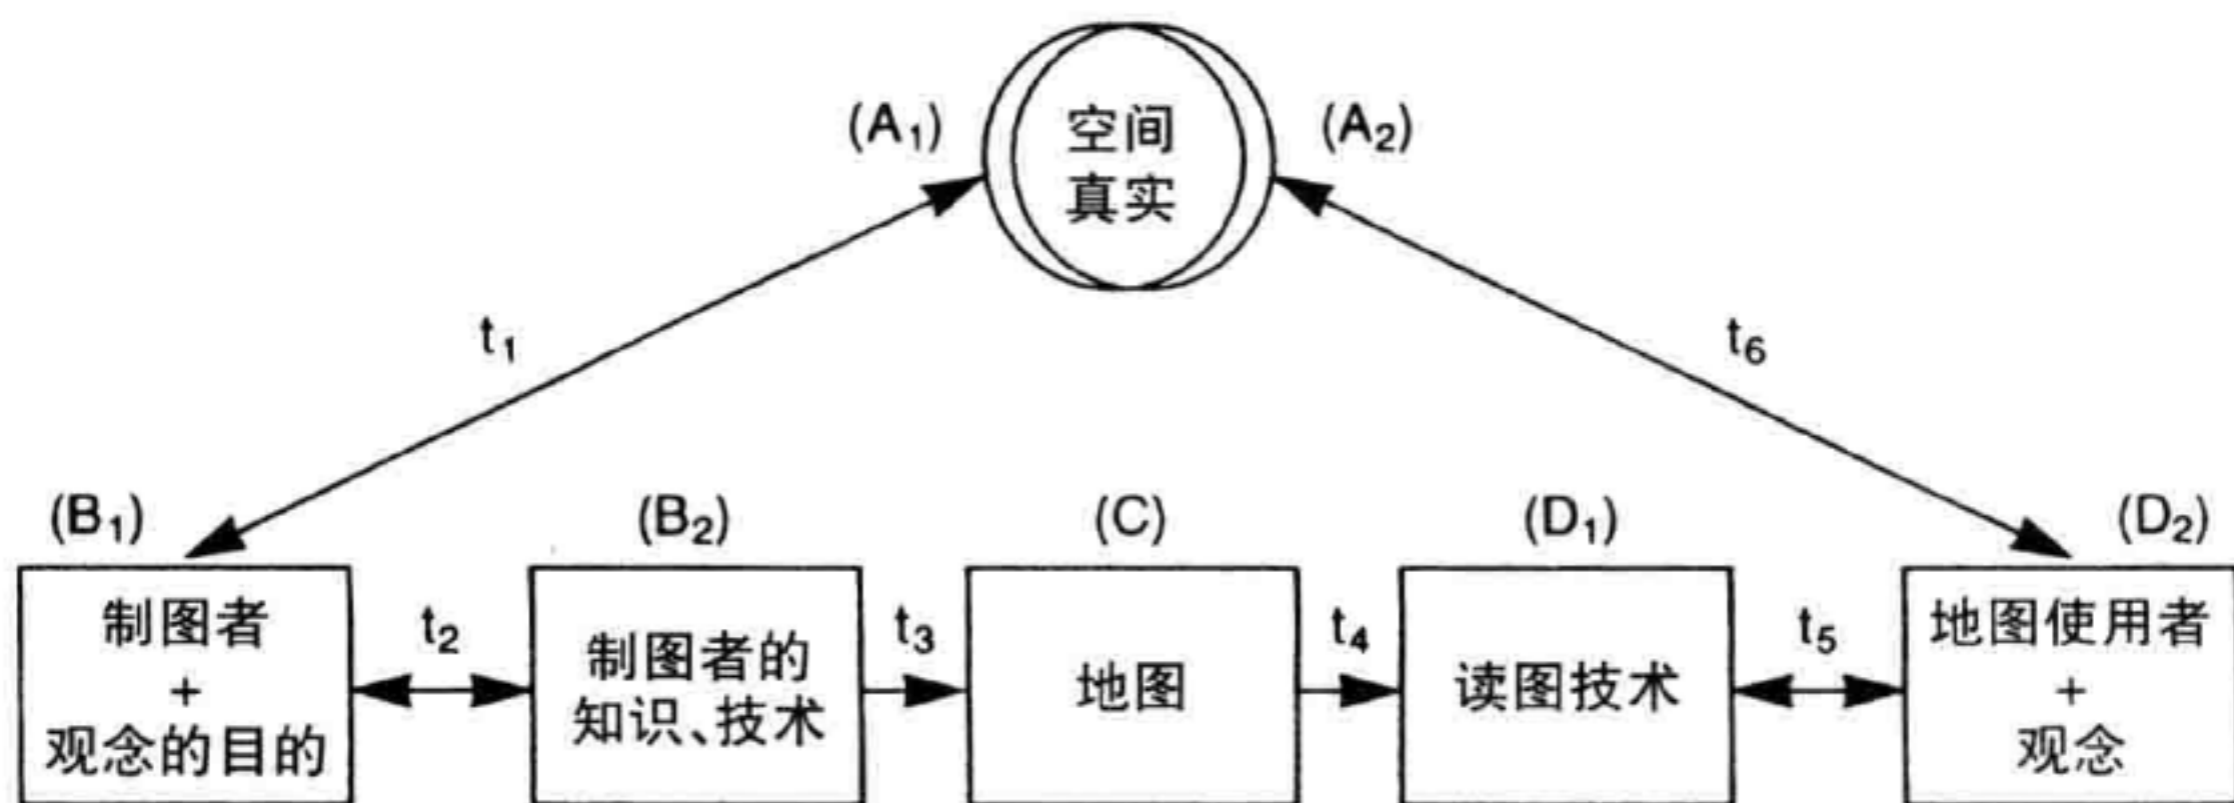 (A₁)
空间
真实
(A₂)
t₁
t₆
(B₁)
(B₂)
(C)
(D₁)
(D₂)
制图者
+
观念的目的
t₂
制图者的
知识、技术
t₃
地图
t₄
读图技术
t₅
地图使用者
+
观念